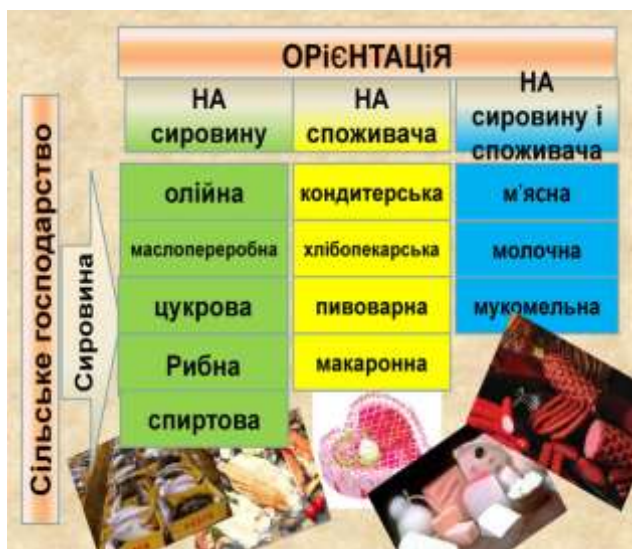 ОРіЄНТАЦіЯ
НА
сировину
НА
споживача
НА
сировину і
споживача
Сільське господарство
Сировина
олійна
кондитерська
м'ясна
маслопереробна
хлібопекарська
молочна
цукрова
пивоварна
мукомельна
Рибна
макаронна
спиртова